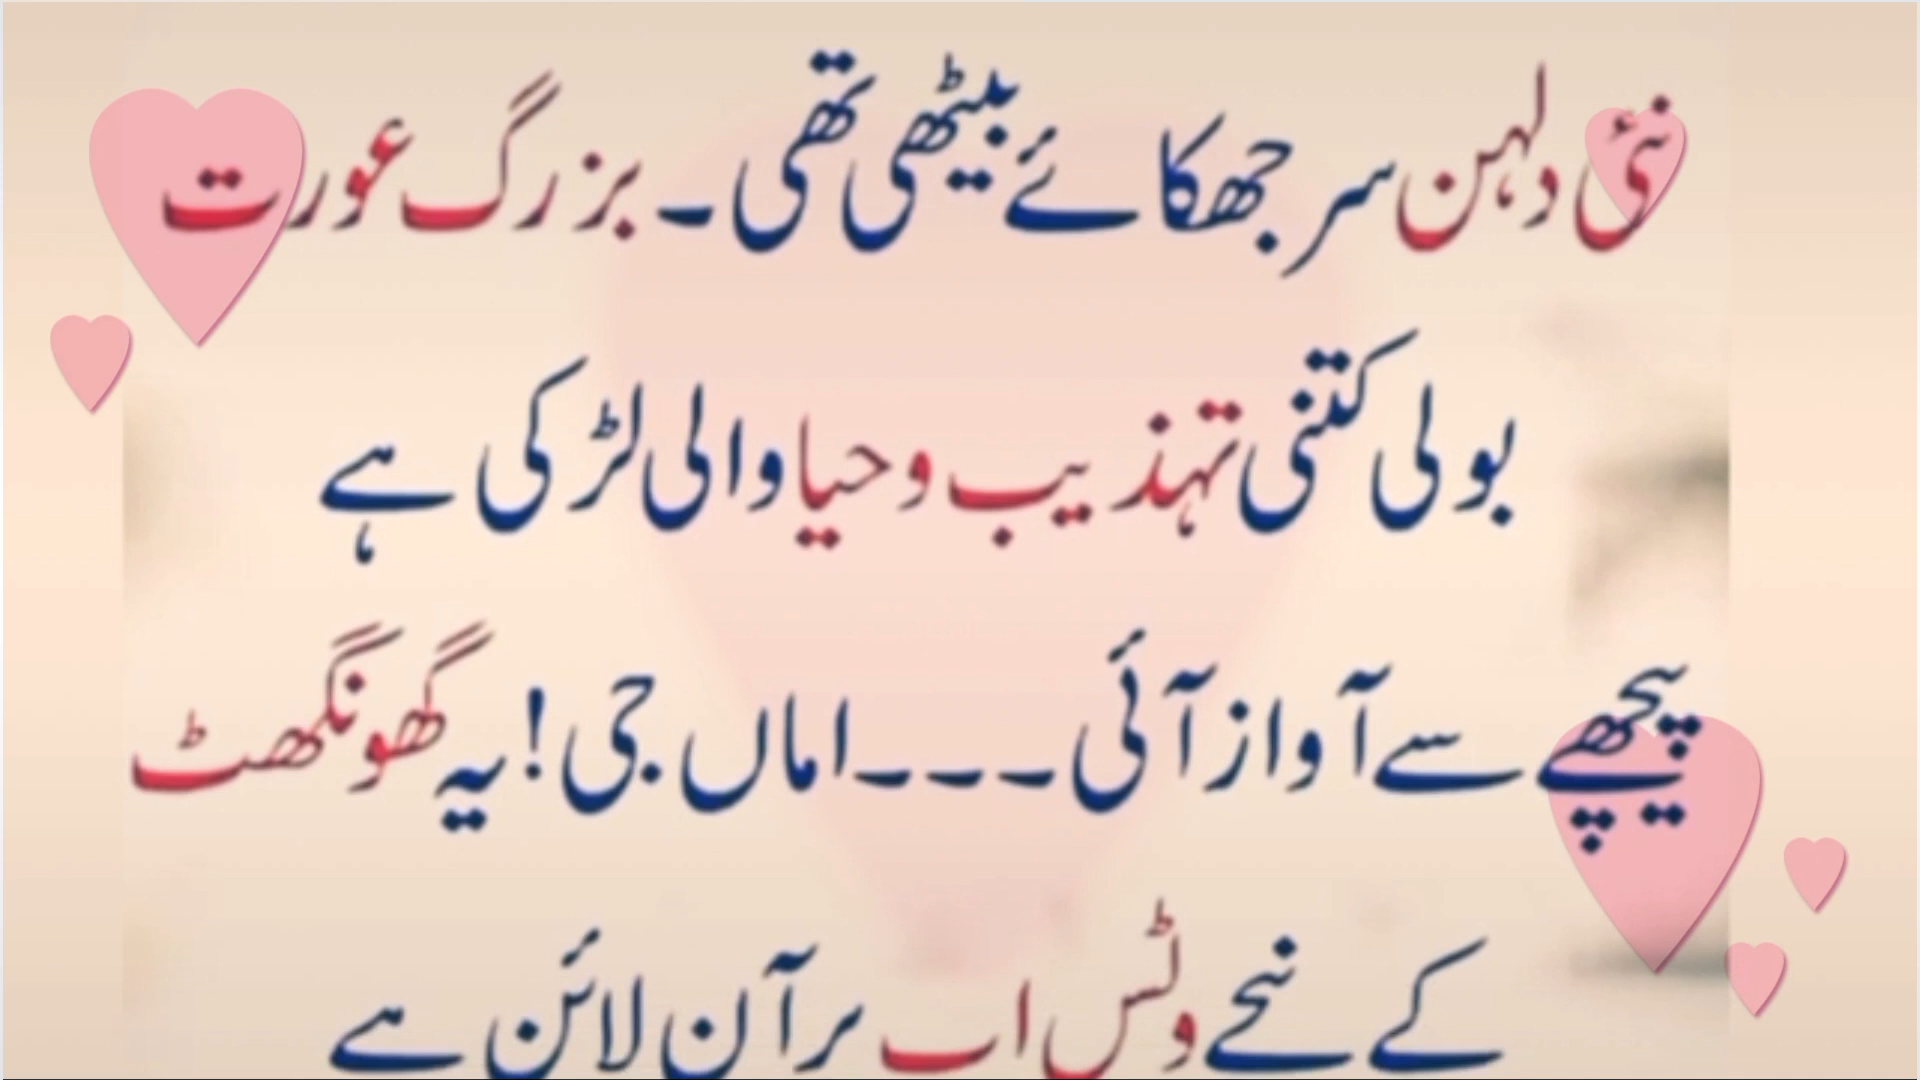 نئی دلہن سر جھکائے بیٹھی تھی ۔ بزرگ عورت
بولی کتنی تہذیب و حیا والی لڑکی ہے
پیچھے سے آواز آئی ۔ ۔ ۔ اماں جی ! یہ گھونگھٹ
کے نیچے وٹس اپ پر آن لائن ہے